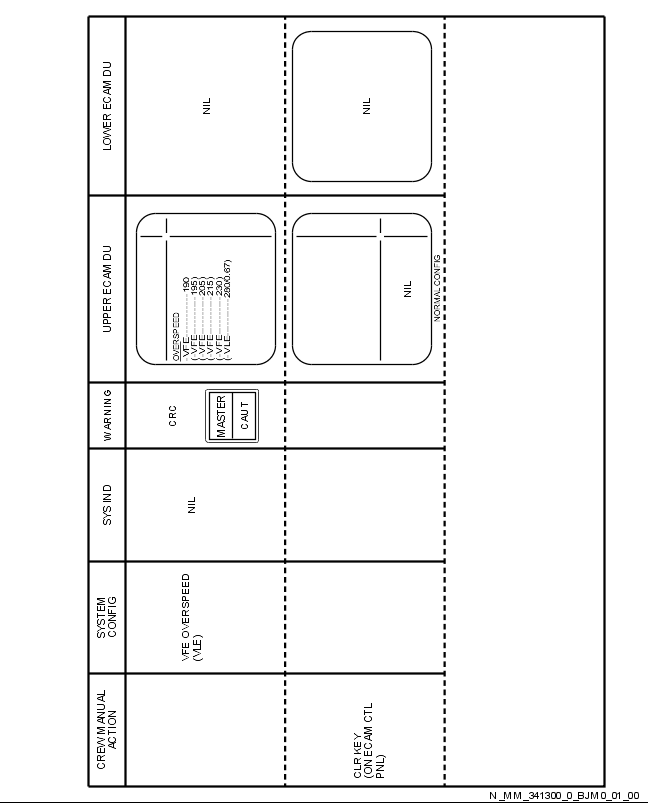 CREW MANUAL
ACTION
SYSTEM
CONFIG
SYS IND
WARNING
UPPER ECAM DU
LOWER ECAM DU
VFE OVERSPEED
(VLE)
NIL
CRC
MASTER
CAUT
OVERSPEED
-VFE------------190
(-VFE------------195)
(-VFE------------205)
(-VFE------------215)
(-VFE------------230)
(-VLE------------280/0.67)
NIL
CLR KEY
(ON ECAM CTL
PNL)
NIL
NORMAL CONFIG
NIL
N_MM_341300_0_BJM0_01_00